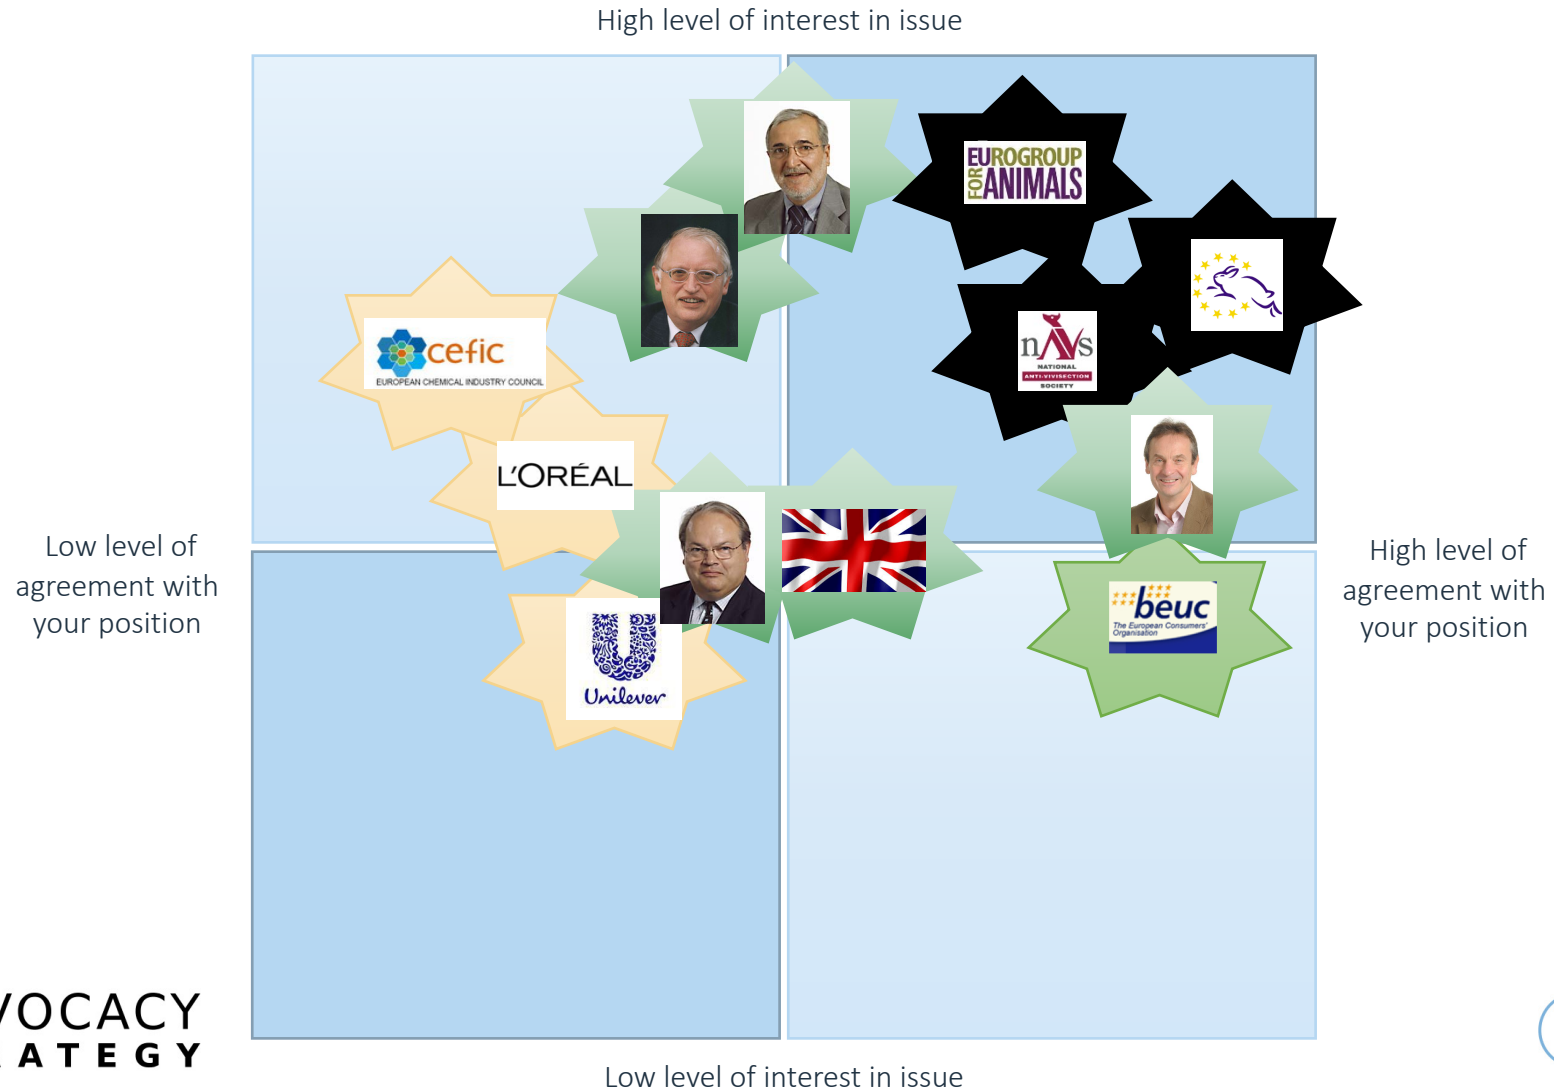 High level of interest in issue
EUROGROUP
FOR
ANIMALS
cefic
EUROPEAN CHEMICAL INDUSTRY COUNCIL
nAVs
NATIONAL
ANTI-VIVISECTION
SOCIETY
L'ORÉAL
Low level of
agreement with
your position
High level of
agreement with
your position
beuc
The European Consumers'
Organisation
Unilever
VOCACY
ATEGY
Low level of interest in issue